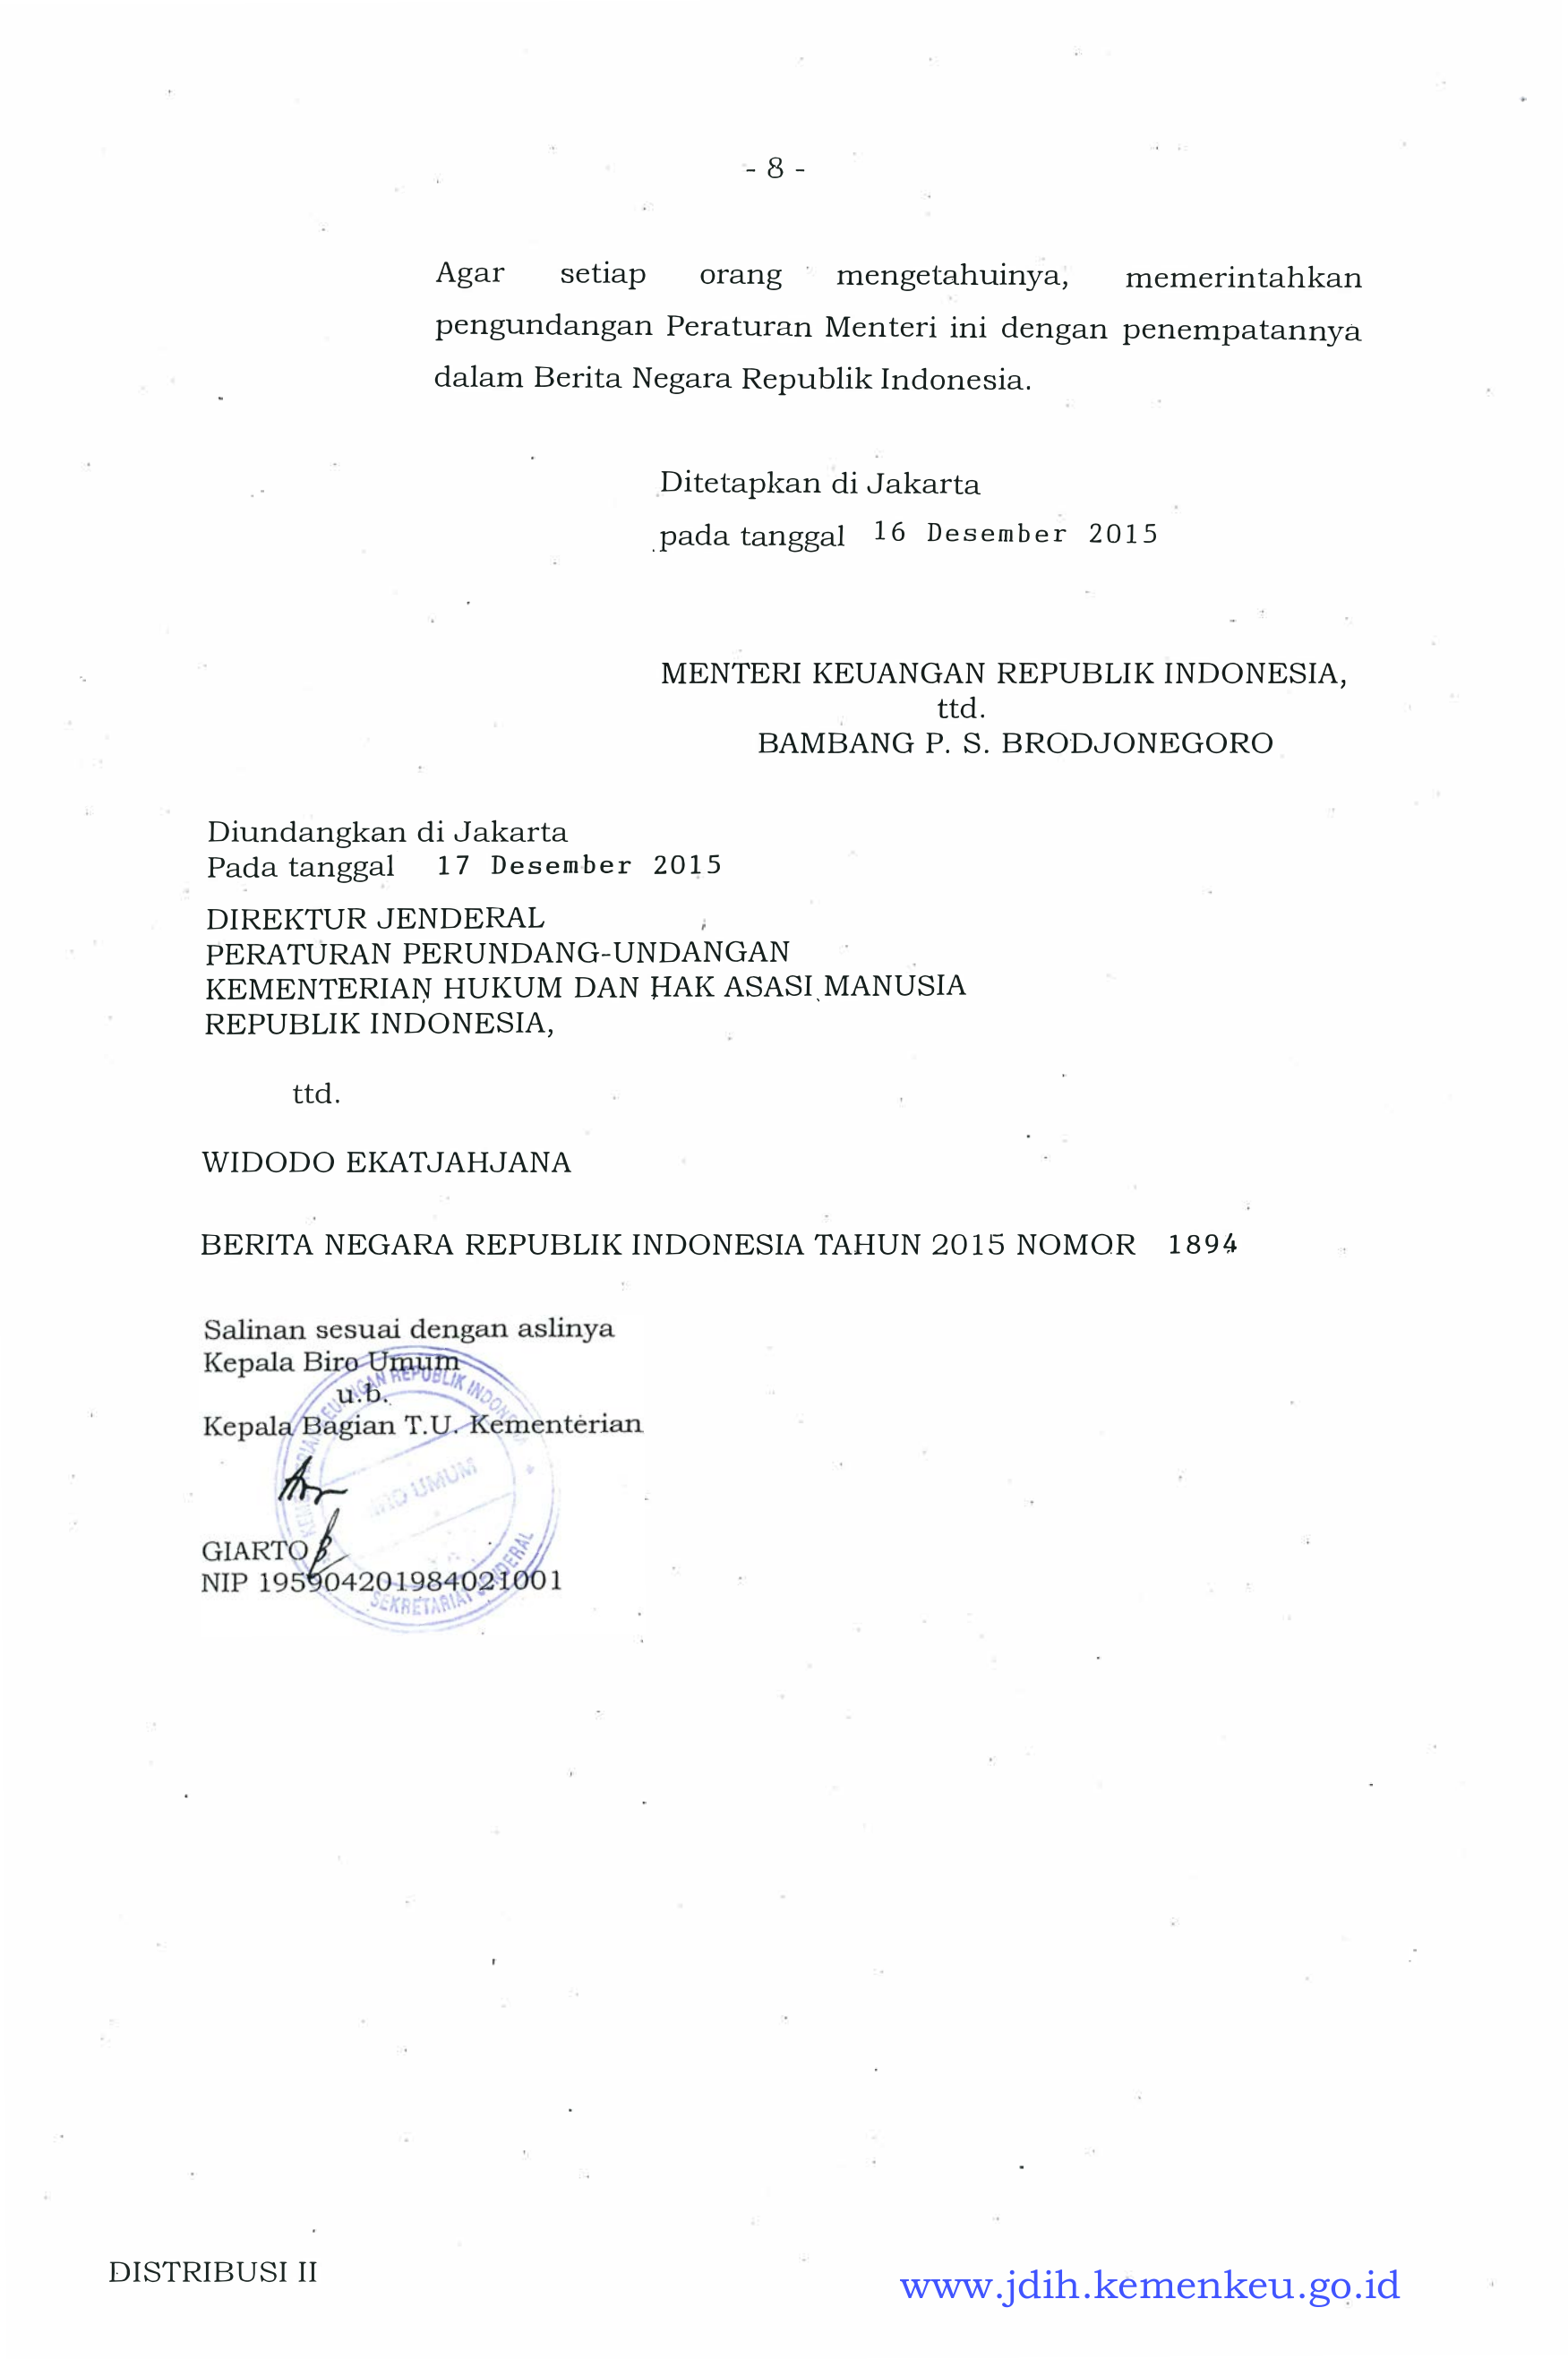 - 8 -
Agar setiap orang mengetahuinya, memerintahkan
pengundangan Peraturan Menteri ini dengan penempatannya
dalam Berita Negara Republik Indonesia.
Ditetapkan di Jakarta
pada tanggal 16 Desember 2015
MENTERI KEUANGAN REPUBLIK INDONESIA,
ttd.
BAMBANG P. S. BRODJONEGORO
Diundangkan di Jakarta
Pada tanggal 17 Desember 2015
DIREKTUR JENDERAL
PERATURAN PERUNDANG-UNDANGAN
KEMENTERIAN HUKUM DAN HAK ASASI MANUSIA
REPUBLIK INDONESIA,
ttd.
WIDODO EKATJAHJANA
BERITA NEGARA REPUBLIK INDONESIA TAHUN 2015 NOMOR 1894
Salinan sesuai dengan aslinya
Kepala Biro Umum
u.b.
Kepala Bagian T.U. Kementerian
REPUBLIK INDONESIA
UMUM
SEKRETARIAT JENDERAL
GIARTO
NIP 195904201984021001
DISTRIBUSI II
www.jdih.kemenkeu.go.id